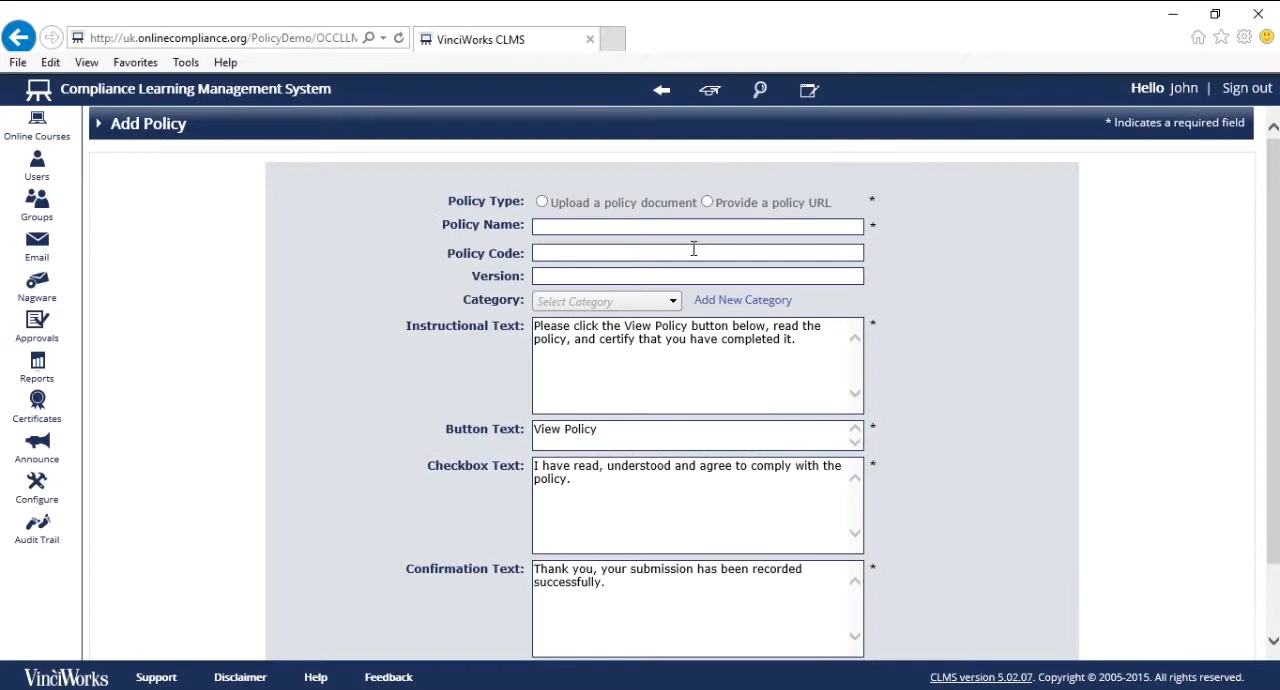 http://uk.onlinecompliance.org/PolicyDemo/OCCLLM
VinciWorks CLMS
File Edit View Favorites Tools Help
Compliance Learning Management System
Hello John | Sign out
Add Policy
* Indicates a required field
Online Courses
Users
Groups
Email
Nagware
Approvals
Reports
Certificates
Announce
Configure
Audit Trail
Policy Type: Upload a policy document Provide a policy URL *
Policy Name: *
Policy Code:
Version:
Category: Select Category Add New Category
Instructional Text: Please click the View Policy button below, read the *
policy, and certify that you have completed it.
Button Text: View Policy *
Checkbox Text: I have read, understood and agree to comply with the *
policy.
Confirmation Text: Thank you, your submission has been recorded *
successfully.
VinciWorks Support Disclaimer Help Feedback
CLMS version 5.02.07. Copyright © 2005-2015. All rights reserved.